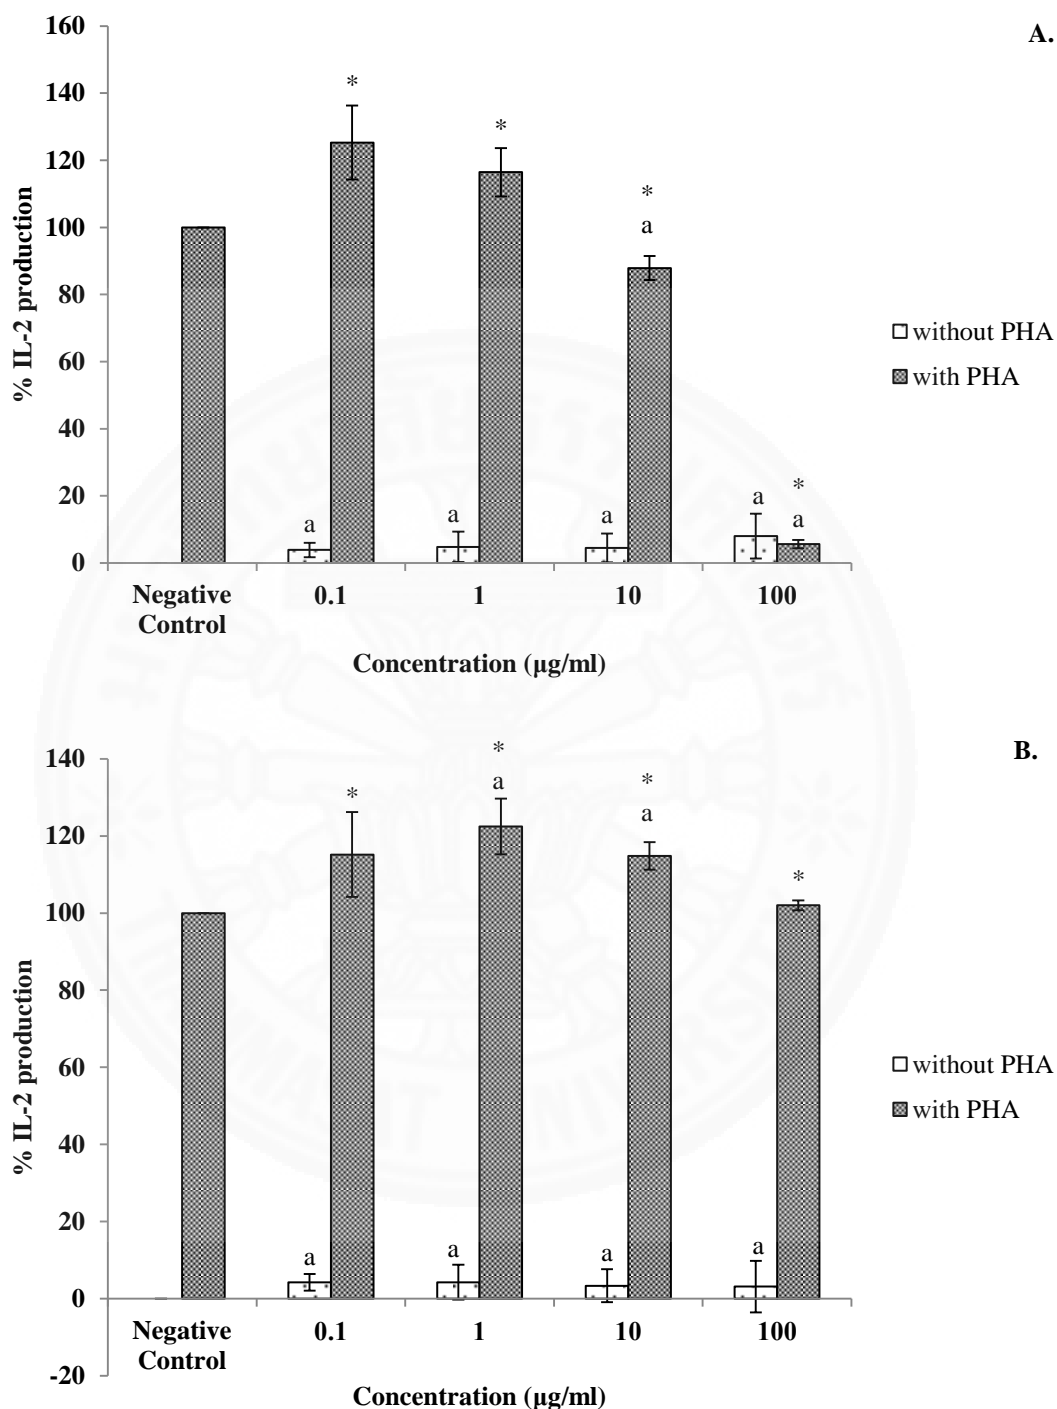 A.
160
140
120
100
80
60
40
20
0
% IL-2 production
* * * a
a a a a * a
without PHA
with PHA
Negative Control 0.1 1 10 100
Concentration (µg/ml)
B.
140
120
100
80
60
40
20
0
-20
% IL-2 production
* * a * a *
a a a a
without PHA
with PHA
Negative Control 0.1 1 10 100
Concentration (µg/ml)